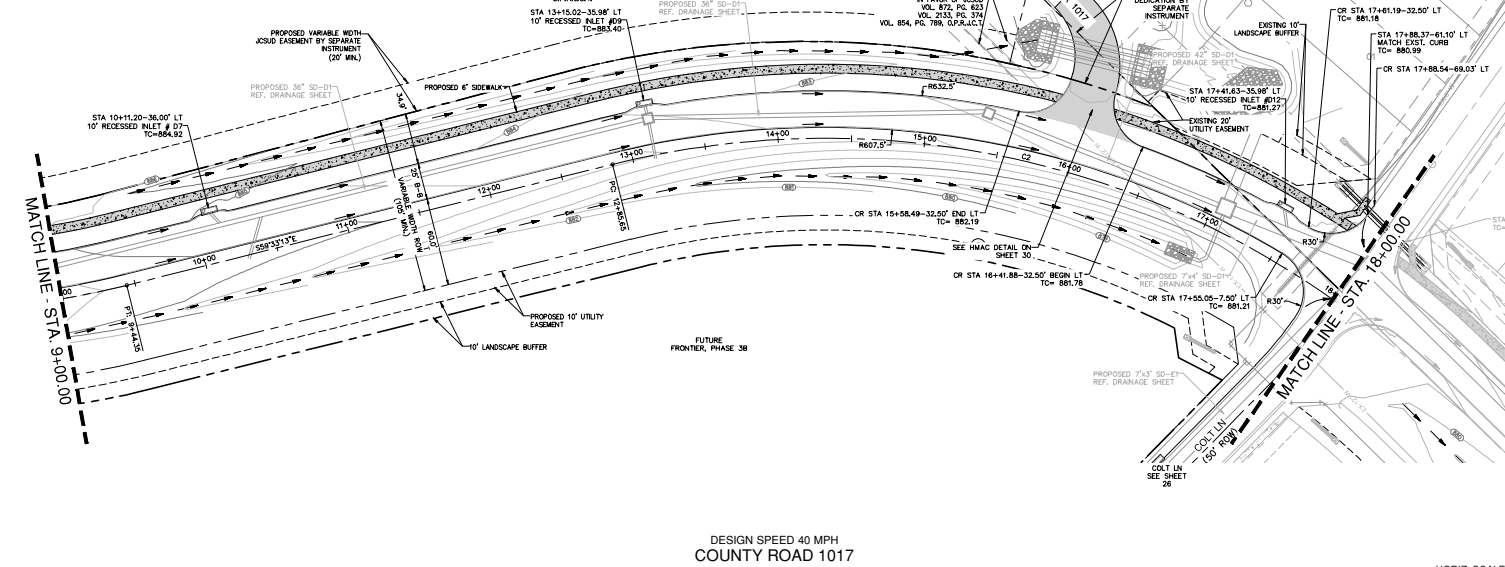 STA 13+15.02-35.98' LT
10' RECESSED INLET #D9
TC=883.40
PROPOSED 36" SD-D1
REF. DRAINAGE SHEET
VOL. 872, PG. 623
VOL. 2133, PG. 374
VOL. 854, PG. 789, O.P.R.J.C.T.
1017
DEDICATION BY
SEPARATE
INSTRUMENT
EXISTING 10'
LANDSCAPE BUFFER
CR STA 17+61.19-32.50' LT
TC= 881.18
STA 17+88.37-61.10' LT
MATCH EXST. CURB
TC= 880.99
CR STA 17+88.54-69.03' LT
PROPOSED VARIABLE WIDTH
JCSUD EASEMENT BY SEPARATE
INSTRUMENT
(20' MIN.)
PROPOSED 36" SD-D1
REF. DRAINAGE SHEET
PROPOSED 6' SIDEWALK
34.9'
PROPOSED 42" SD-D1
REF. DRAINAGE SHEET
01
R632.5'
STA 17+41.63-35.98' LT
10' RECESSED INLET #D12
TC=881.27
EXISTING 20'
UTILITY EASEMENT
STA 10+11.20-36.00' LT
10' RECESSED INLET # D7
TC=884.92
886
885
884
883
882
881
880
879
10+00
11+00
12+00
13+00
14+00
15+00
16+00
17+00
C2
R607.5'
S59°33'13"E
25' B-B
VARIABLE WIDTH ROW
(105' MIN.)
60.0'
PC: 12+85.65
PT: 9+44.35
MATCH LINE - STA. 9+00.00
MATCH LINE - STA. 18+00.00
CR STA 15+58.49-32.50' END LT
TC= 882.19
SEE HMAC DETAIL ON
SHEET 30
CR STA 16+41.88-32.50' BEGIN LT
TC= 881.78
PROPOSED 7'x4' SD-D1
REF. DRAINAGE SHEET
CR STA 17+55.05-7.50' LT
TC= 881.21
R30'
R30'
PROPOSED 10' UTILITY
EASEMENT
10' LANDSCAPE BUFFER
FUTURE
FRONTIER, PHASE 3B
PROPOSED 7'x3' SD-E1
REF. DRAINAGE SHEET
COLT LN
(50' ROW)
COLT LN
SEE SHEET
26
880
DESIGN SPEED 40 MPH
COUNTY ROAD 1017